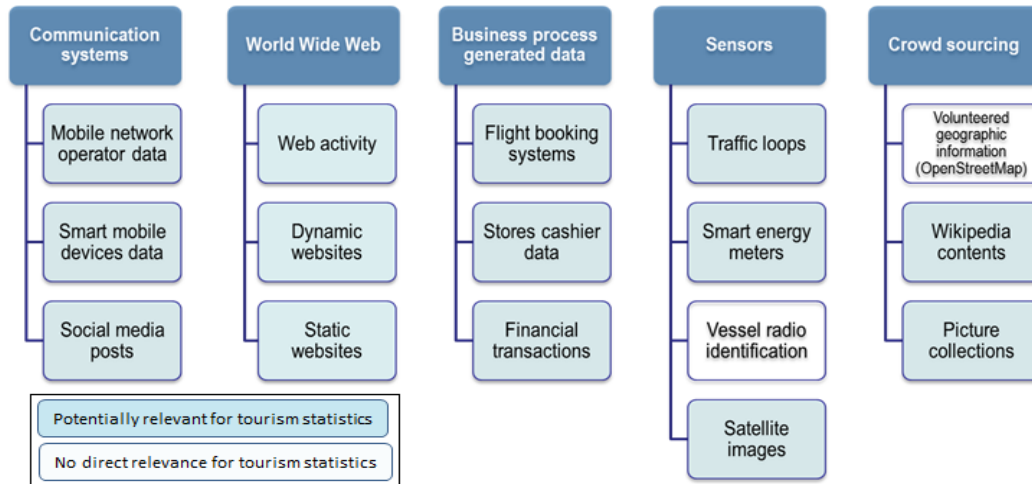 Communication
systems
World Wide Web
Business process
generated data
Sensors
Crowd sourcing
Mobile network
operator data
Web activity
Flight booking
systems
Traffic loops
Volunteered
geographic
information
(OpenStreetMap)
Smart mobile
devices data
Dynamic
websites
Stores cashier
data
Smart energy
meters
Wikipedia
contents
Social media
posts
Static
websites
Financial
transactions
Vessel radio
identification
Picture
collections
Satellite
images
Potentially relevant for tourism statistics
No direct relevance for tourism statistics